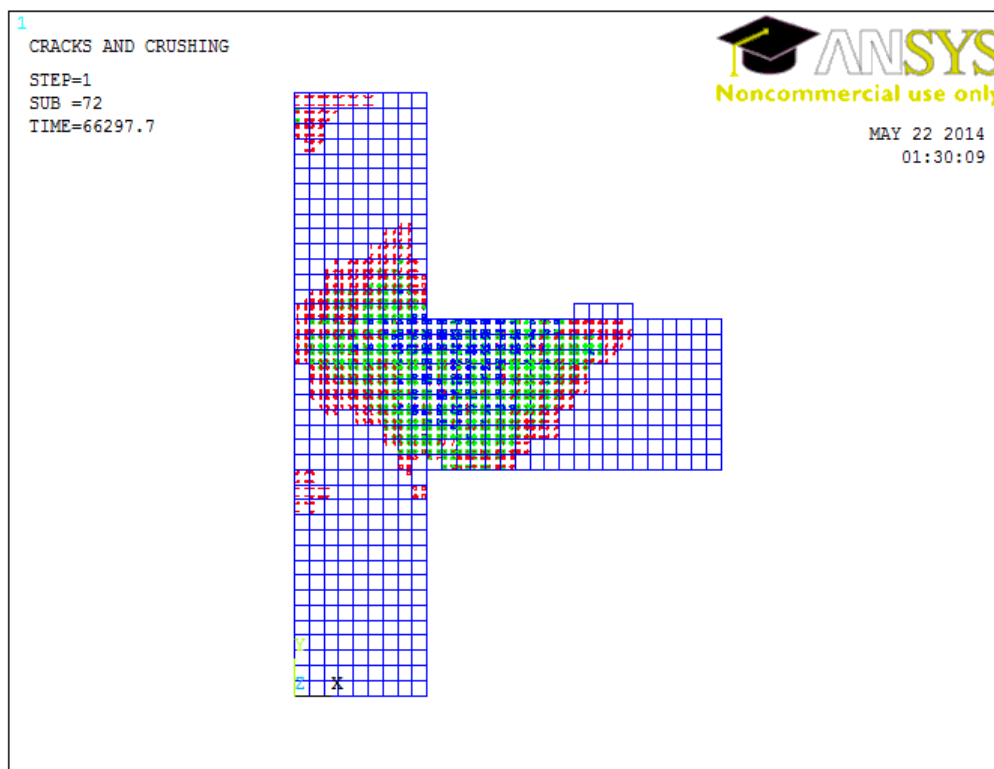 1
CRACKS AND CRUSHING
STEP=1
SUB =72
TIME=66297.7
ANSYS
Noncommercial use only
MAY 22 2014
01:30:09
Y
Z X